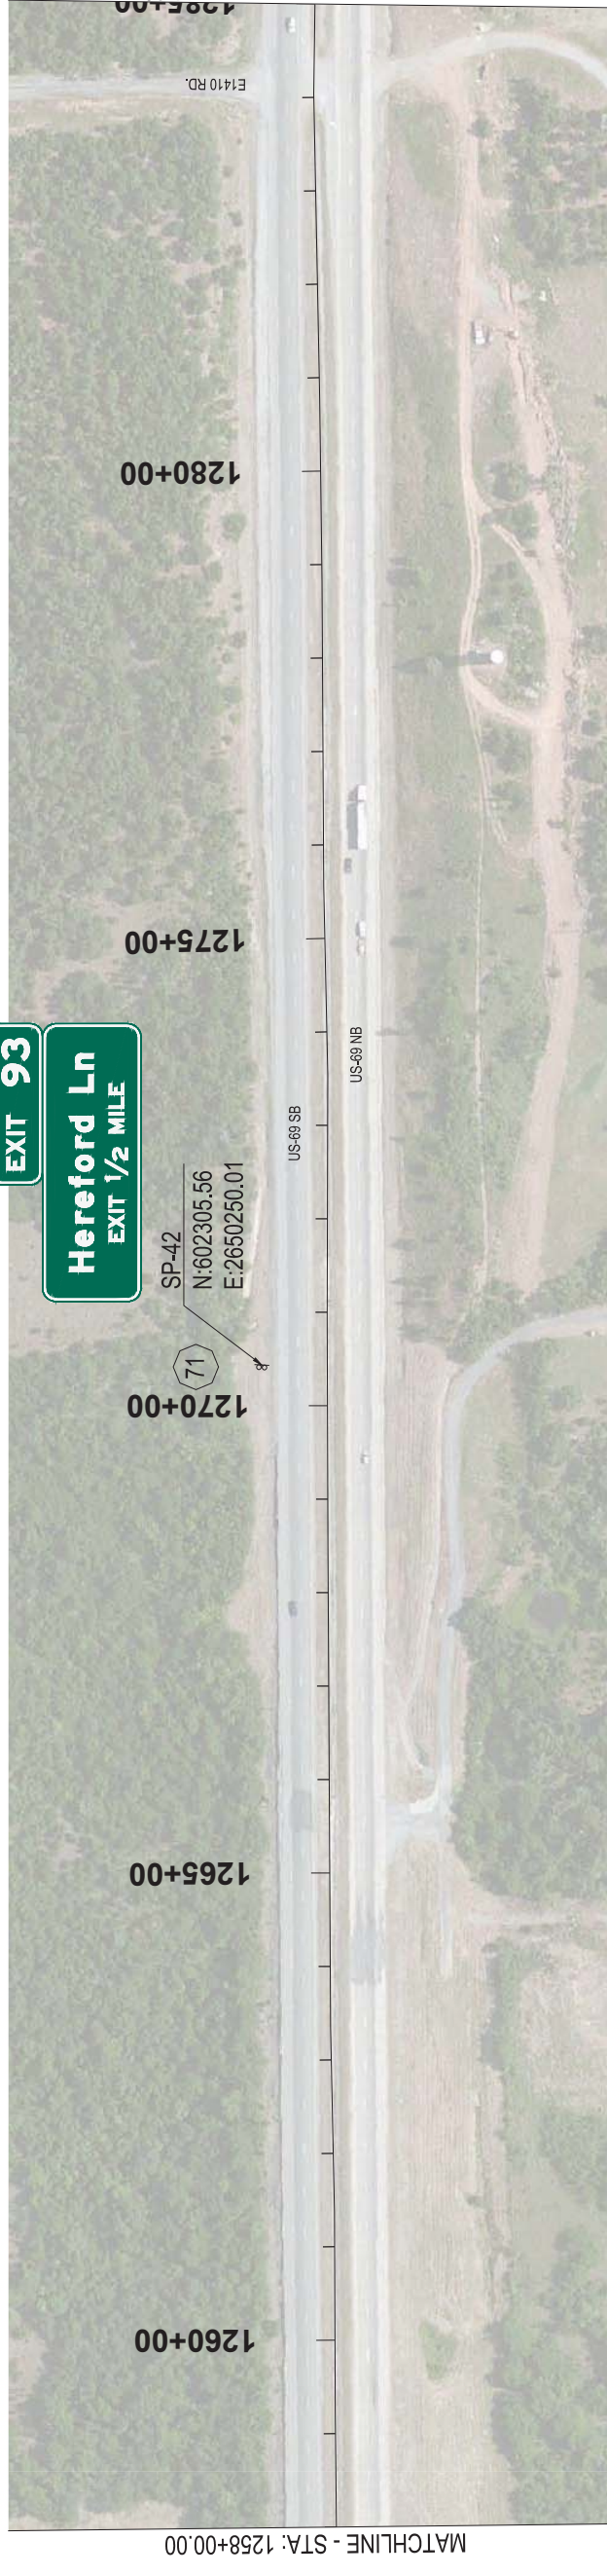 1285+00
E1410 RD.
1280+00
1275+00
EXIT 93
Hereford Ln
EXIT 1/2 MILE
US-69 NB
US-69 SB
SP-42
N:602305.56
E:2650250.01
71
1270+00
1265+00
1260+00
MATCHLINE - STA: 1258+00.00